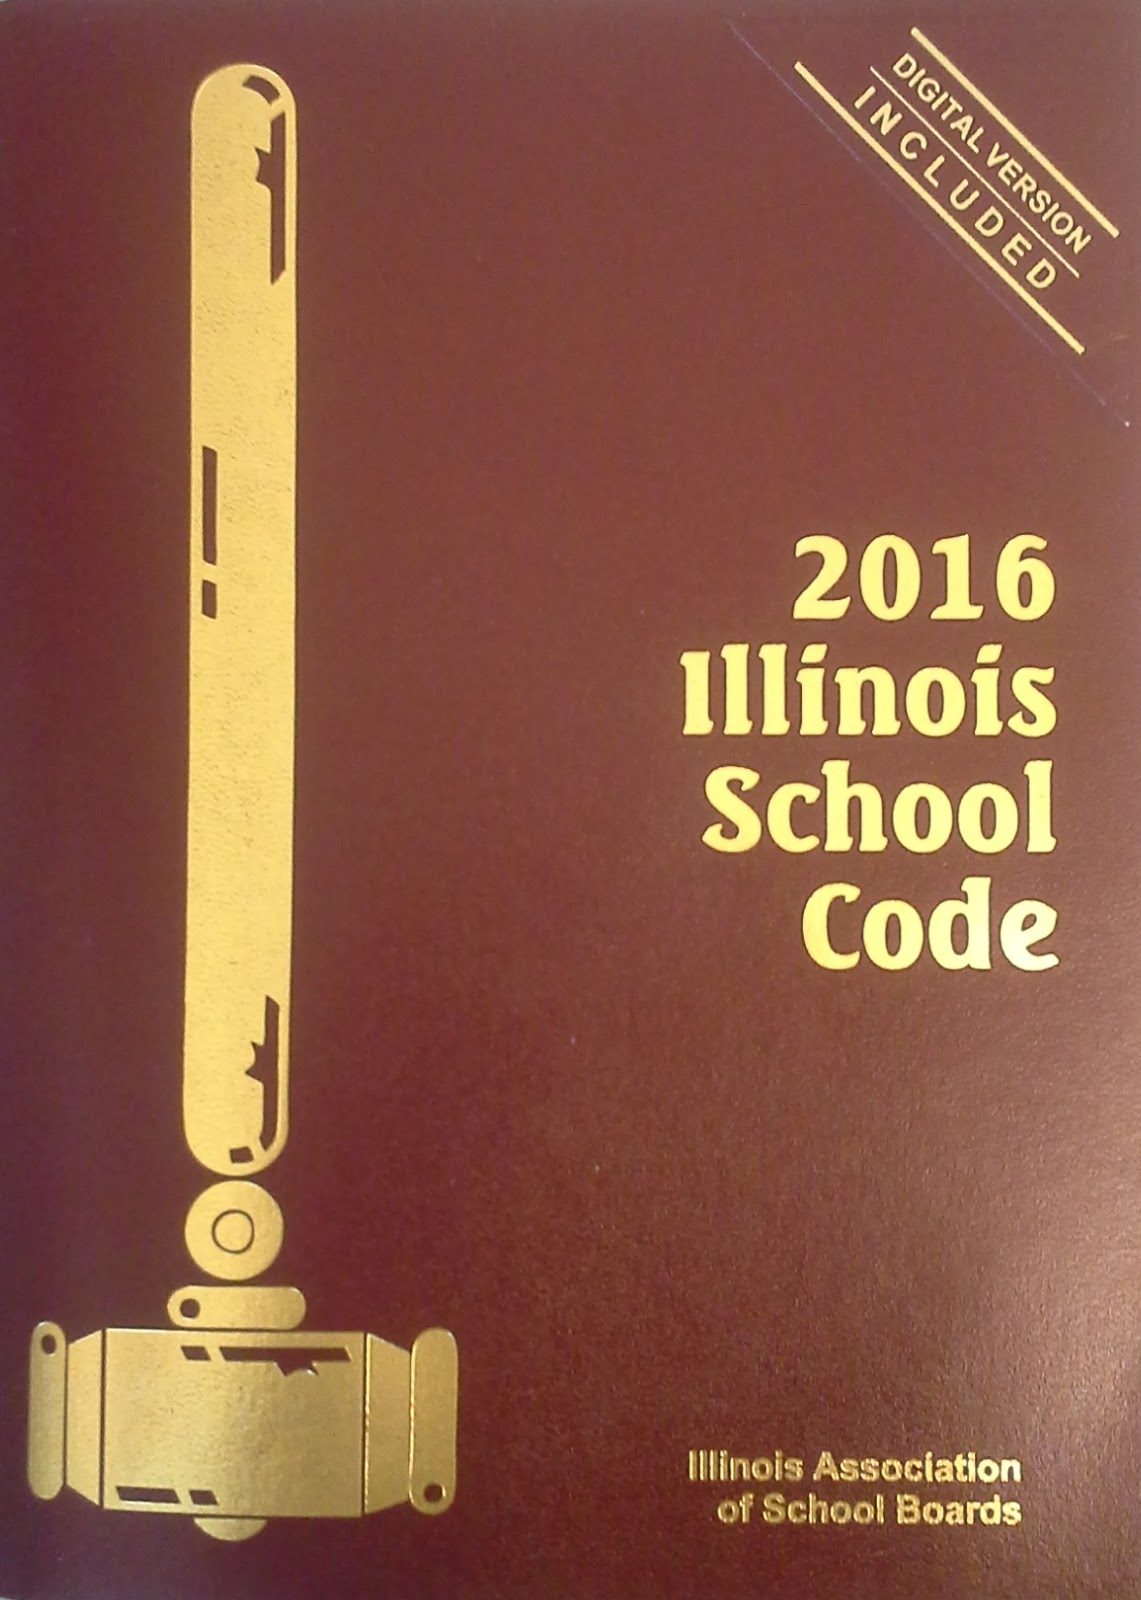 DIGITAL VERSION
INCLUDED
2016
Illinois
School
Code
Illinois Association
of School Boards